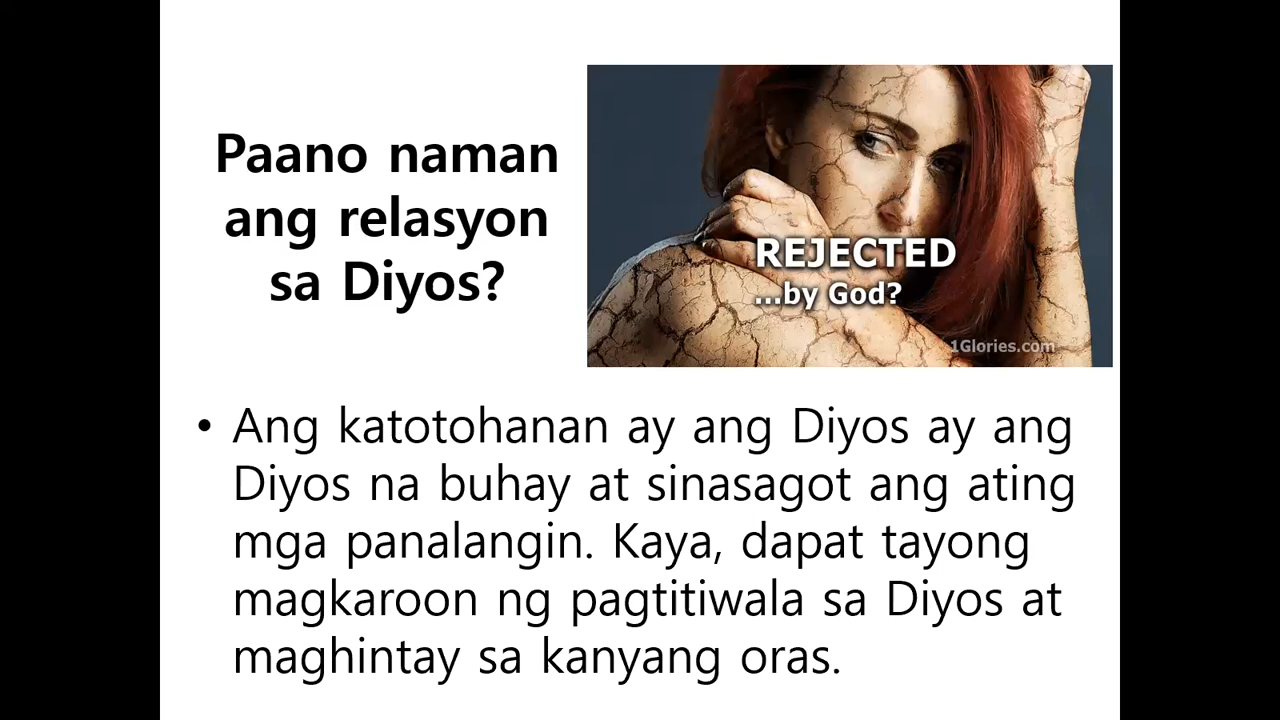 Paano naman
ang relasyon
sa Diyos?
REJECTED
...by God?
1Glories.com
• Ang katotohanan ay ang Diyos ay ang
Diyos na buhay at sinasagot ang ating
mga panalangin. Kaya, dapat tayong
magkaroon ng pagtitiwala sa Diyos at
maghintay sa kanyang oras.